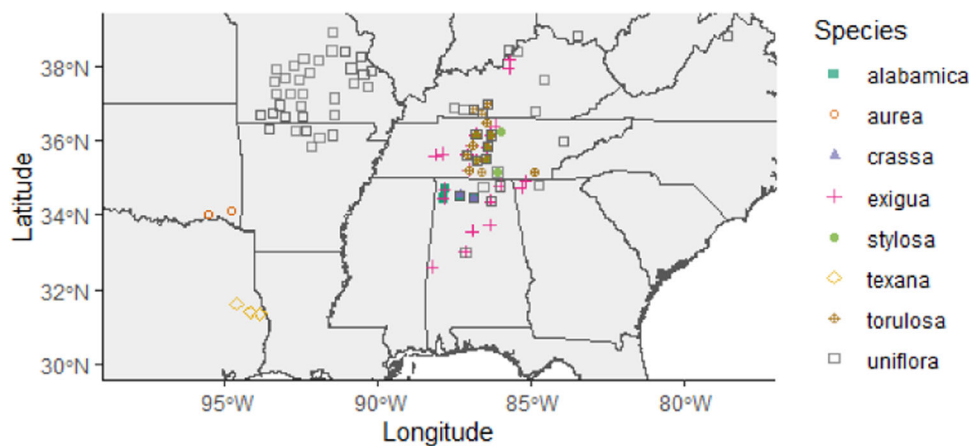 Species
alabamica
aurea
crassa
exigua
stylosa
texana
torulosa
uniflora
Latitude
38°N
36°N
34°N
32°N
30°N
95°W
90°W
85°W
80°W
Longitude